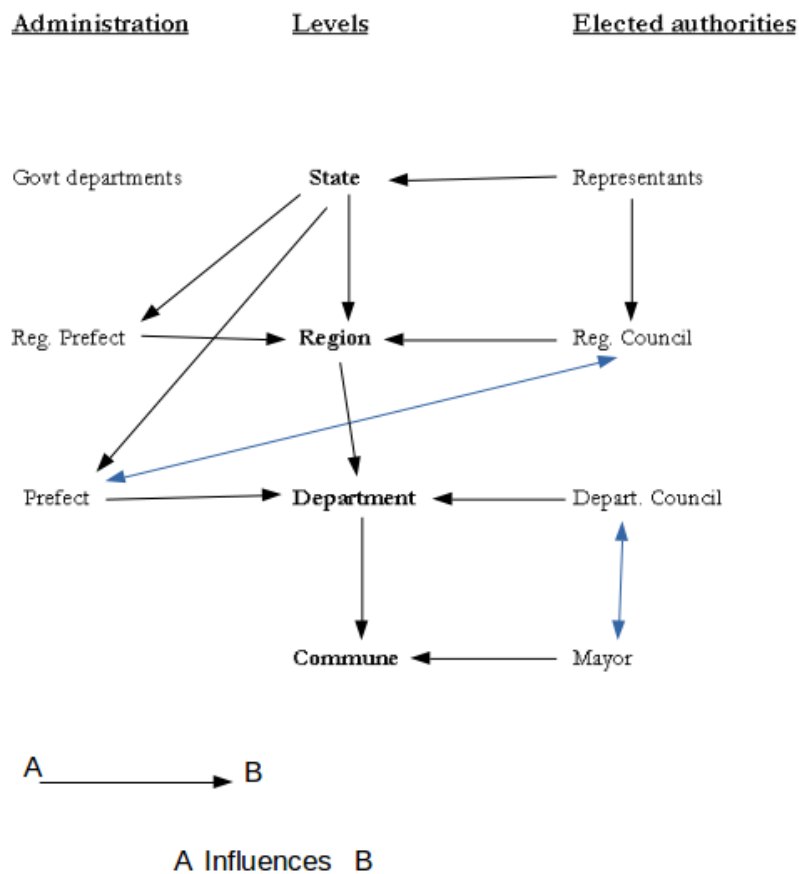 Administration Levels Elected authorities
Govt departments State Representants
Reg. Prefect Region Reg. Council
Prefect Department Depart. Council
Commune Mayor
A B
A Influences B